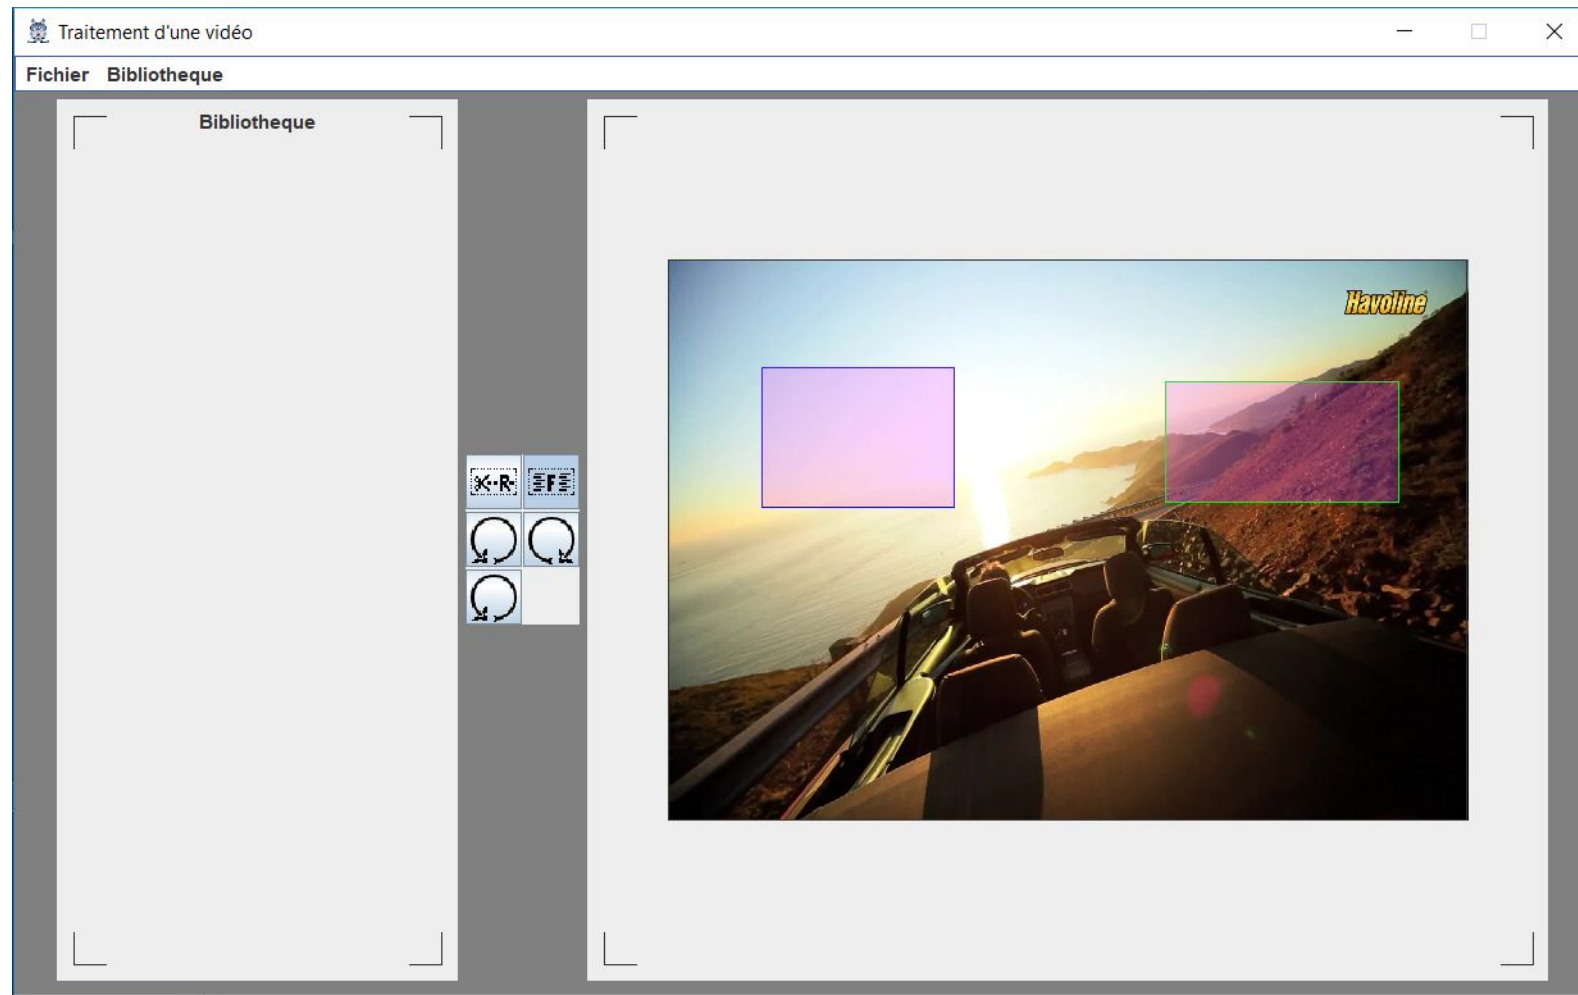 Traitement d'une vidéo
Fichier Bibliotheque
Bibliotheque
Havoline
R
F